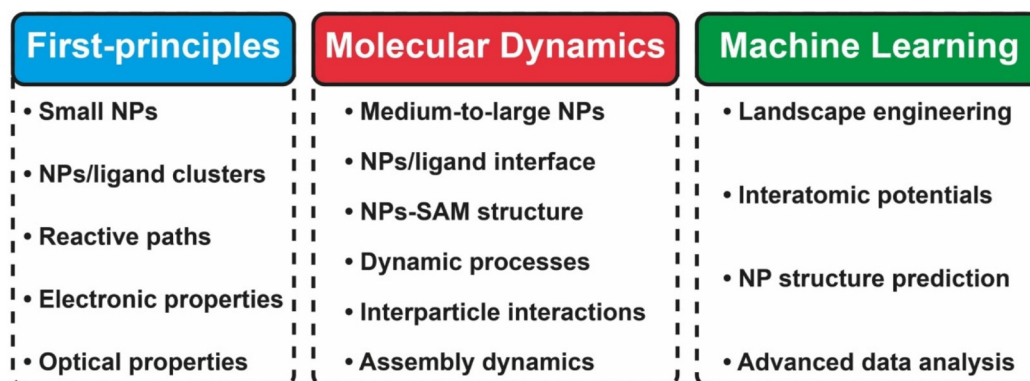 First-principles
• Small NPs
• NPs/ligand clusters
• Reactive paths
• Electronic properties
• Optical properties
Molecular Dynamics
• Medium-to-large NPs
• NPs/ligand interface
• NPs-SAM structure
• Dynamic processes
• Interparticle interactions
• Assembly dynamics
Machine Learning
• Landscape engineering
• Interatomic potentials
• NP structure prediction
• Advanced data analysis